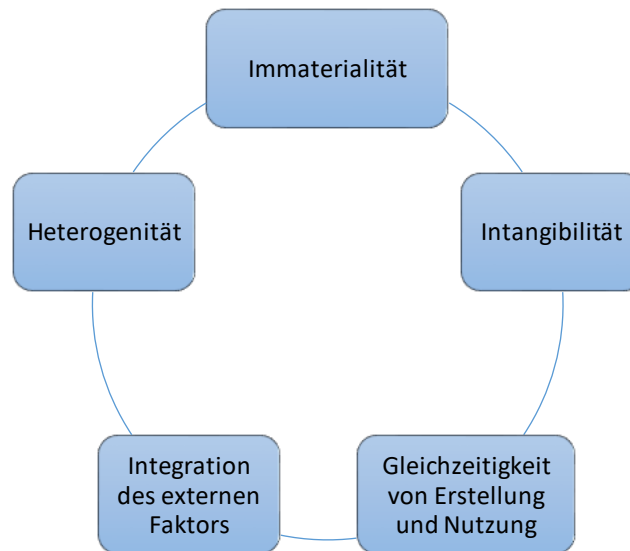 Immaterialität
Heterogenität
Intangibilität
Integration
des externen
Faktors
Gleichzeitigkeit
von Erstellung
und Nutzung